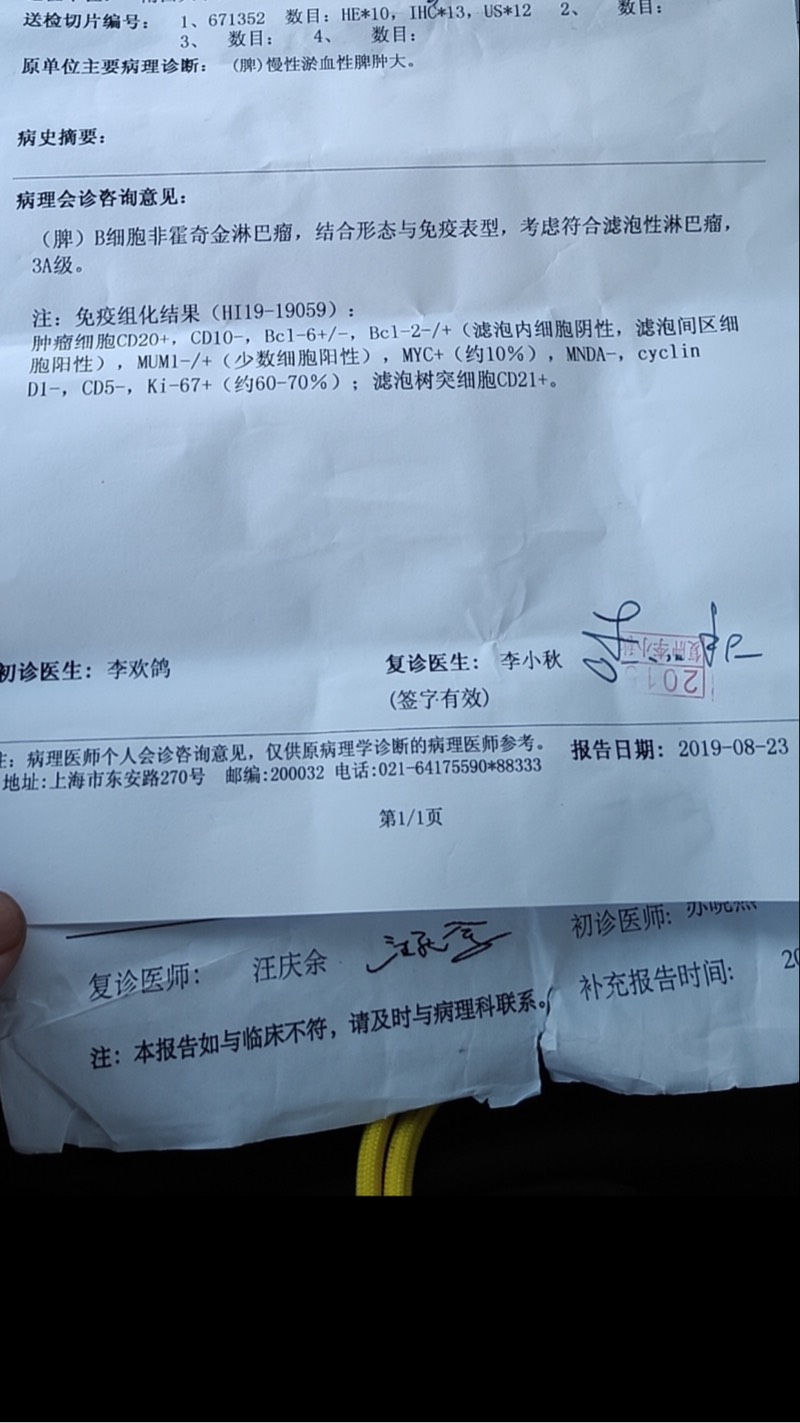 送检切片编号： 1、671352 数目：HE*10，IHC*13，US*12 2、 数目：
3、 数目： 4、 数目：
原单位主要病理诊断： （脾）慢性淤血性脾肿大。
病史摘要：
病理会诊咨询意见：
（脾）B细胞非霍奇金淋巴瘤，结合形态与免疫表型，考虑符合滤泡性淋巴瘤，
3A级。
注：免疫组化结果（HI19-19059）：
肿瘤细胞CD20+，CD10-，Bcl-6+/-，Bcl-2-/+（滤泡内细胞阴性，滤泡间区细
胞阳性），MUM1-/+（少数细胞阳性），MYC+（约10%），MNDA-，cyclin
D1-，CD5-，Ki-67+（约60-70%）；滤泡树突细胞CD21+。
初诊医生：李欢鸽 复诊医生： 李小秋
(签字有效)
注：病理医师个人会诊咨询意见，仅供原病理学诊断的病理医师参考。 报告日期：2019-08-23
地址:上海市东安路270号 邮编:200032 电话:021-64175590*88333
第1/1页
初诊医师:
复诊医师： 汪庆余 汪庆余
补充报告时间: 20
注：本报告如与临床不符，请及时与病理科联系。